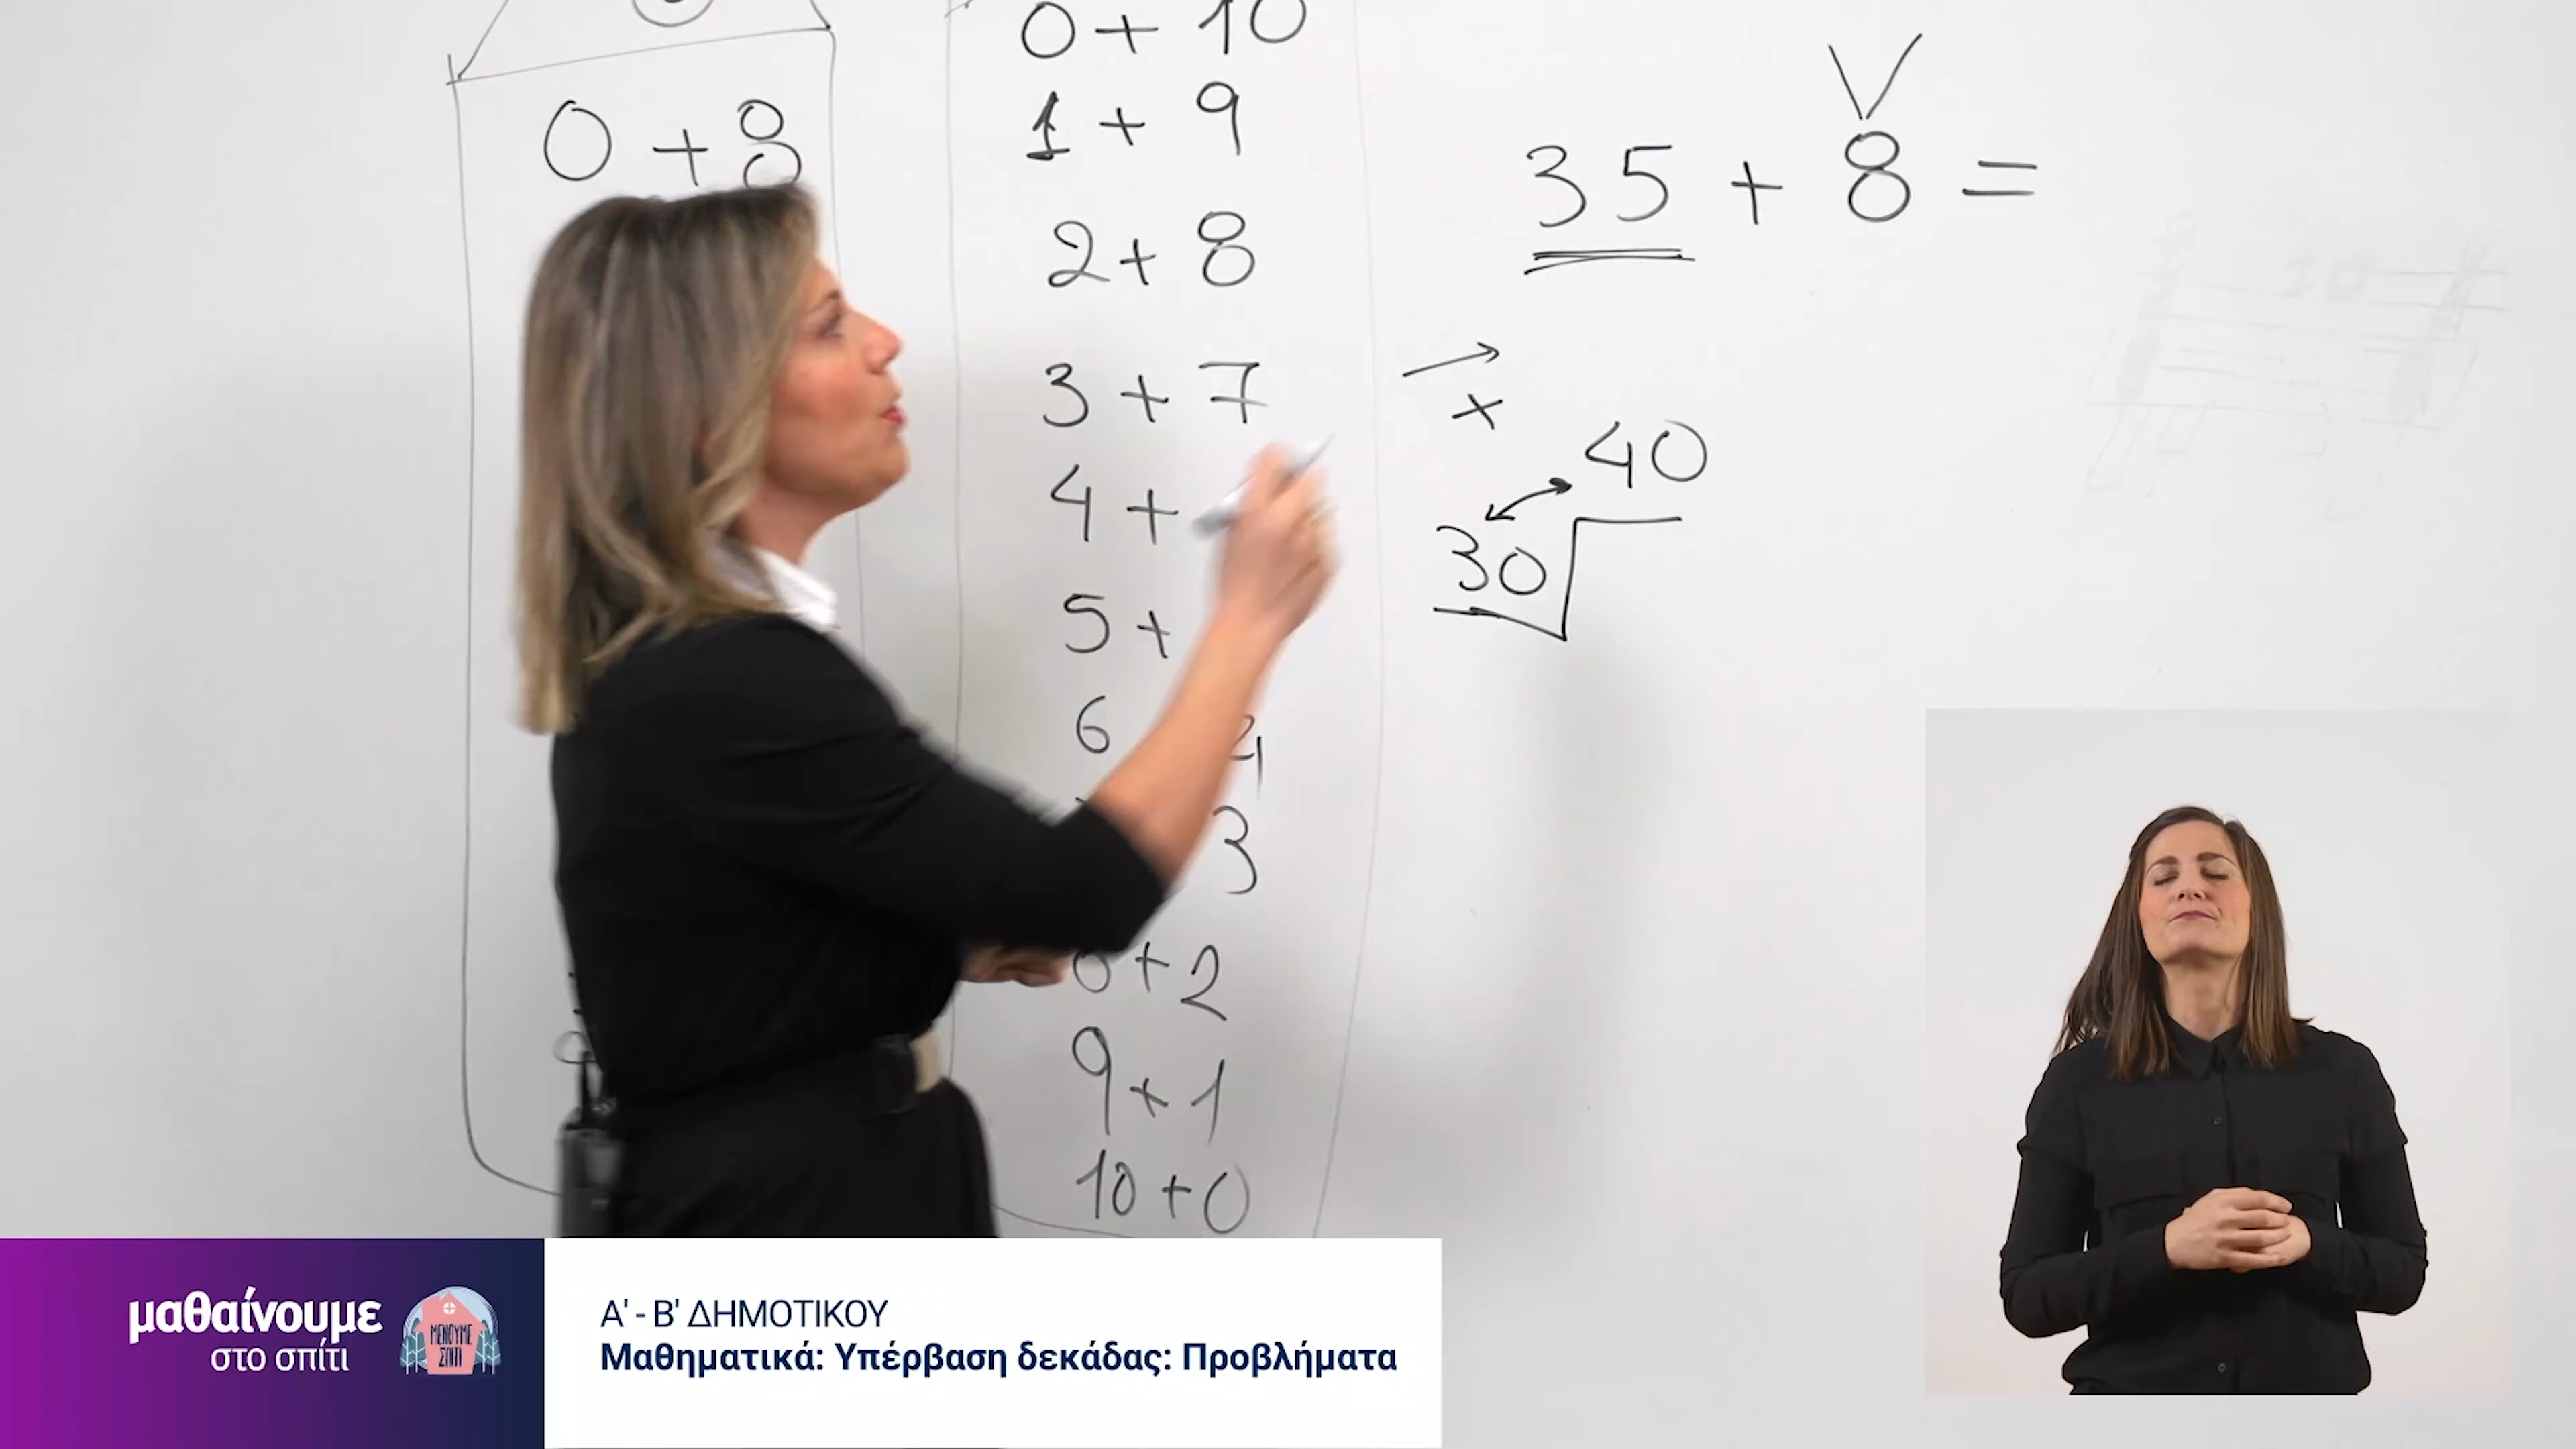 0 + 8
0 + 10
1 + 9
2 + 8
3 + 7
4 +
5 +
6 4
3
+ 2
9 + 1
10 + 0
35 + 8 =
x
40
30
μαθαίνουμε
στο σπίτι
ΜΕΝΟΥΜΕ
ΣΠΙΤΙ
Α' - Β' ΔΗΜΟΤΙΚΟΥ
Μαθηματικά: Υπέρβαση δεκάδας: Προβλήματα